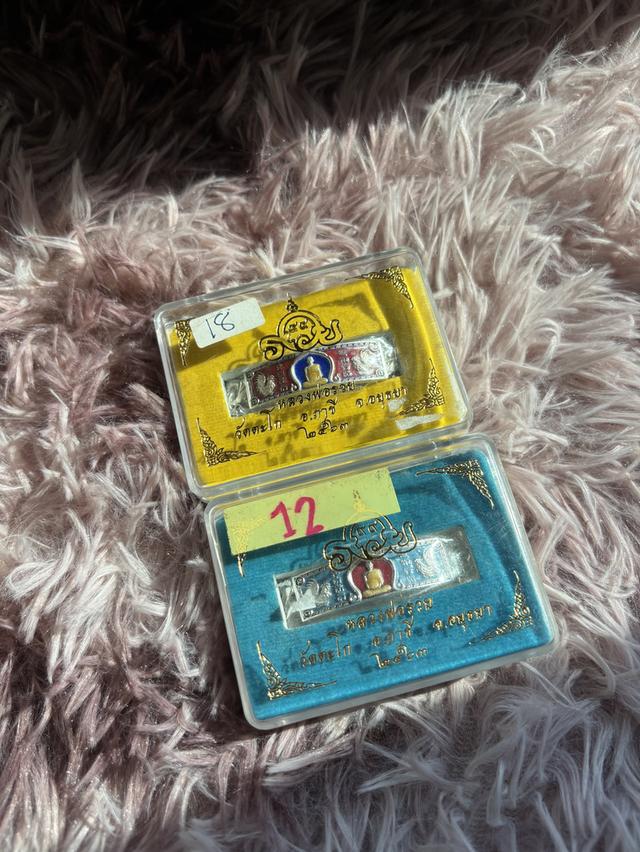 18
หลวงพ่อรวย
วัดตะโก อ.ภาชี จ.อยุธยา
๒๕๖๓
12
หลวงพ่อรวย
วัดตะโก อ.ภาชี จ.อยุธยา
๒๕๖๓